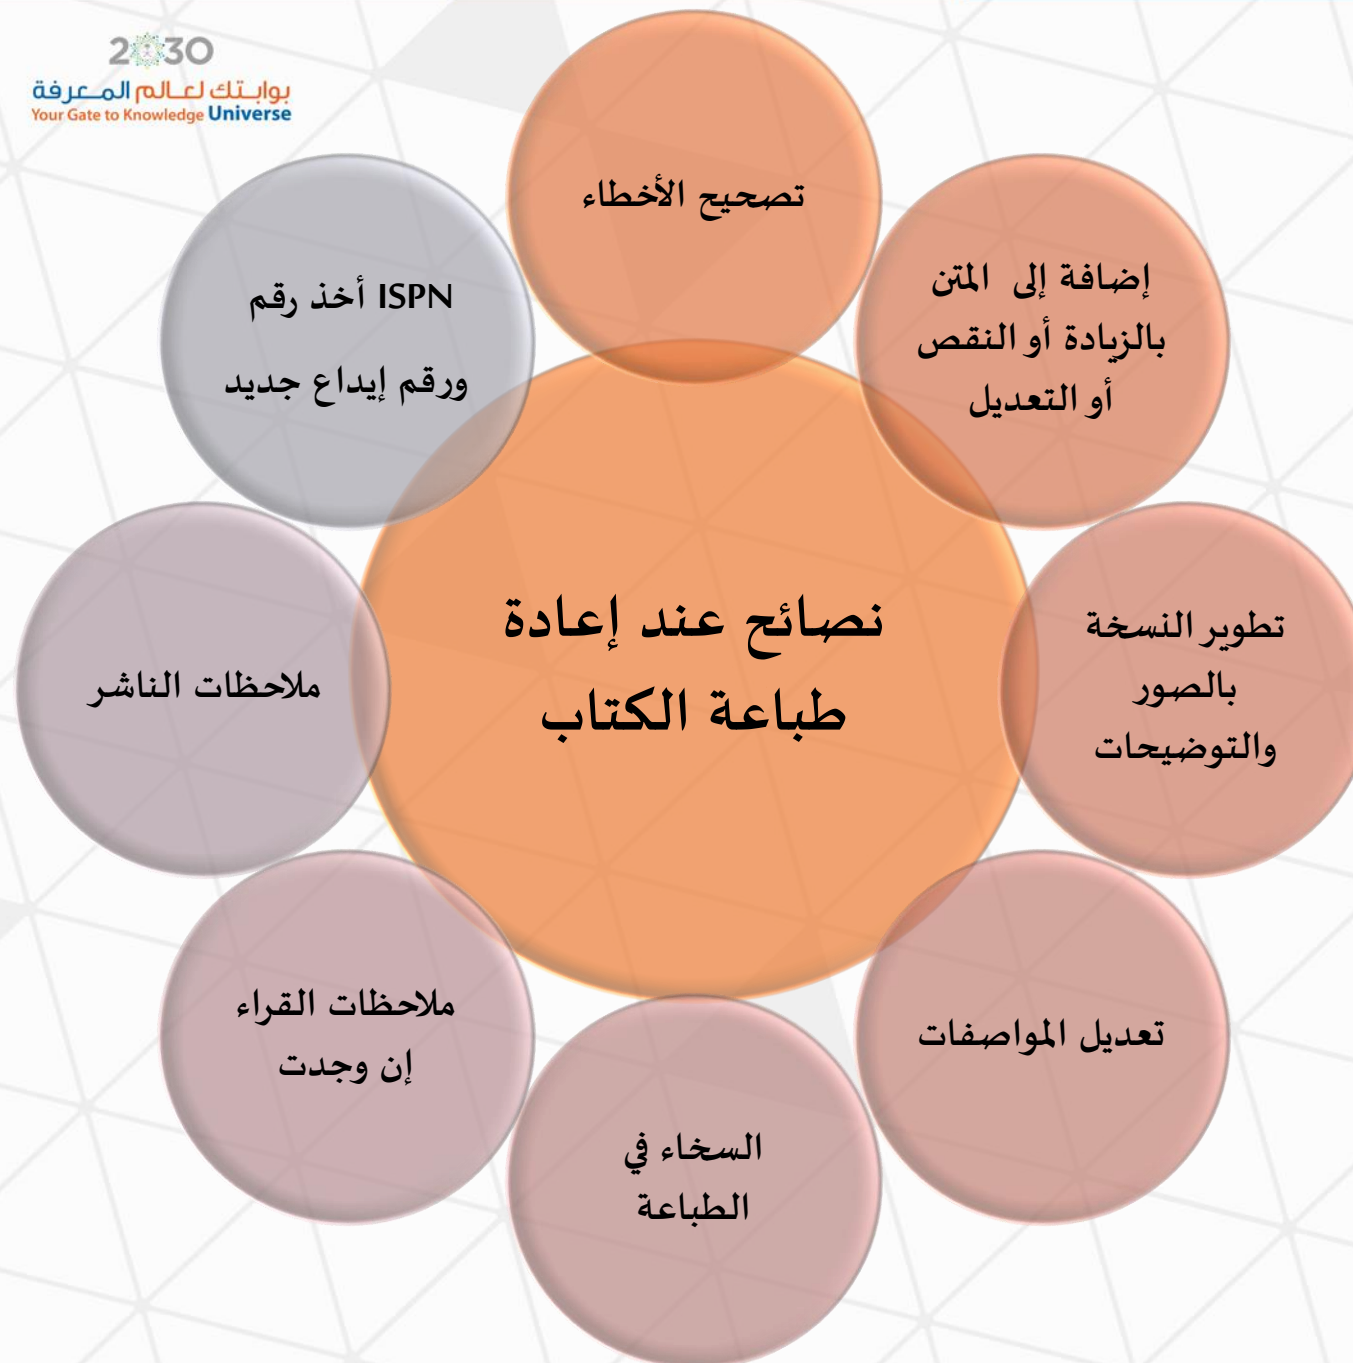 2030
بوابتك لعالم المعرفة
Your Gate to Knowledge Universe
تصحيح الأخطاء
إضافة إلى المتن
بالزيادة أو النقص
أو التعديل
تطوير النسخة
بالصور
والتوضيحات
تعديل المواصفات
السخاء في
الطباعة
ملاحظات القراء
إن وجدت
ملاحظات الناشر
ISPN أخذ رقم
ورقم إيداع جديد
نصائح عند إعادة
طباعة الكتاب